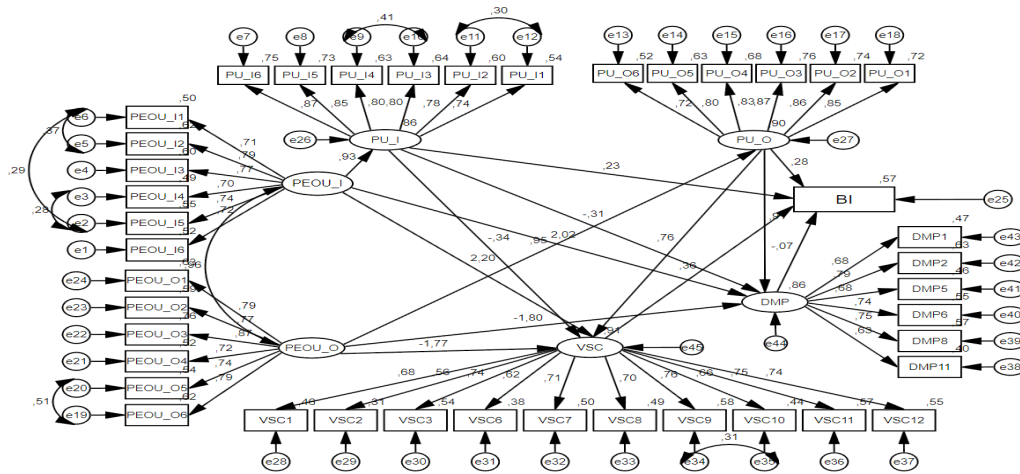 ,41
,30
e7 e8 e9 e10 e11 e12
e13 e14 e15 e16 e17 e18
,75 ,73 ,63 ,64 ,60 ,54
,52 ,63 ,68 ,76 ,74 ,72
PU_I6 PU_I5 PU_I4 PU_I3 PU_I2 PU_I1
PU_O6 PU_O5 PU_O4 PU_O3 PU_O2 PU_O1
,87 ,85 ,80 ,80 ,78 ,74
,72 ,80 ,83 ,87 ,86 ,85
,50
e6 PEOU_I1
,86
,90
e26 PU_I
PU_O e27
,37
,62
e5 PEOU_I2
,71
,79
,77
,60
,93
,23
,28
,57
,29
e4 PEOU_I3
,49
PEOU_I
,70
,74
,72
BI e25
e3 PEOU_I4
,55
,28
e2 PEOU_I5
,52
-,31
,47
DMP1 e43
e1 PEOU_I6
-,34 ,95 2,02 ,76 -,07
,63
,68
DMP2 e42
,63
,96
2,20 ,36
,79
,46
e24 PEOU_O1
,59
,86
,68
DMP5 e41
,55
e23 PEOU_O2
,79
,77
DMP
,74
DMP6 e40
,76
e22 PEOU_O3
,87
-1,80
,75
,57
DMP8 e39
,52
PEOU_O
,91
VSC e45
e44
,63
,40
e21 PEOU_O4
,72
-1,77
DMP11 e38
,54
,74
e20 PEOU_O5
,79
,62
,51
e19 PEOU_O6
,68 ,56 ,74 ,62 ,71 ,70 ,76 ,66 ,75 ,74
,46 ,31 ,54 ,38 ,50 ,49 ,58 ,44 ,57 ,55
VSC1 VSC2 VSC3 VSC6 VSC7 VSC8 VSC9 VSC10 VSC11 VSC12
,31
e28 e29 e30 e31 e32 e33 e34 e35 e36 e37